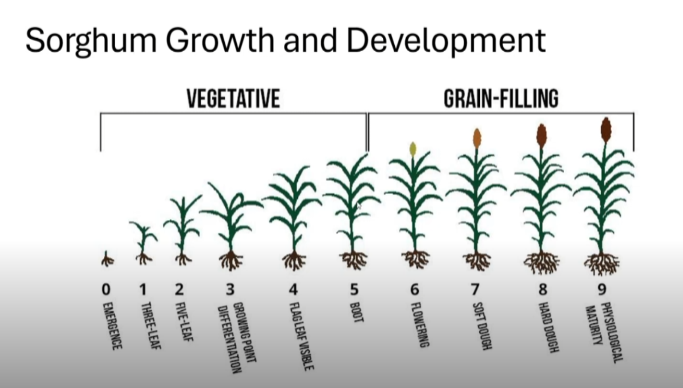 Sorghum Growth and Development
VEGETATIVE
GRAIN-FILLING
0
EMERGENCE
1
THREE-LEAF
2
FIVE-LEAF
3
GROWING POINT
DIFFERENTIATION
4
FLAG LEAF VISIBLE
5
BOOT
6
FLOWERING
7
SOFT DOUGH
8
HARD DOUGH
9
PHYSIOLOGICAL
MATURITY